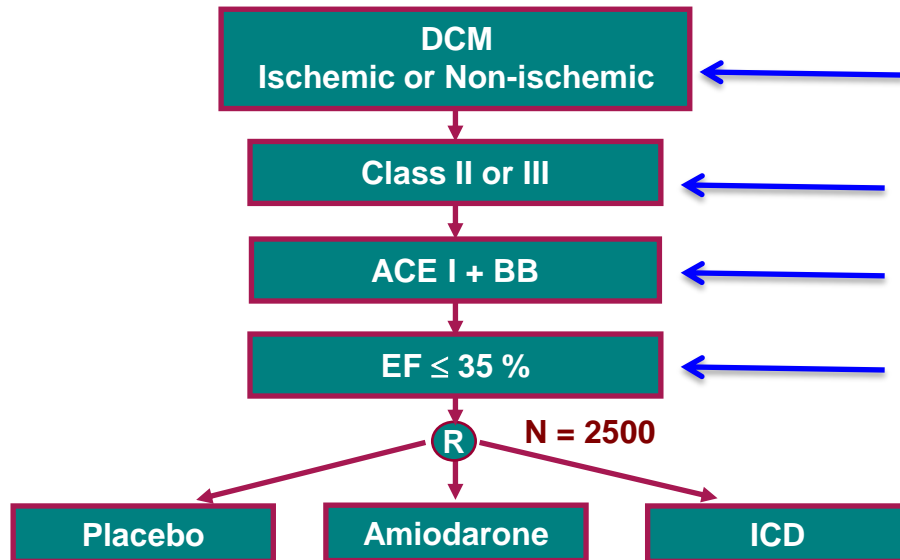 DCM
Ischemic or Non-ischemic
Class II or III
ACE I + BB
EF ≤ 35 %
R
N = 2500
Placebo
Amiodarone
ICD